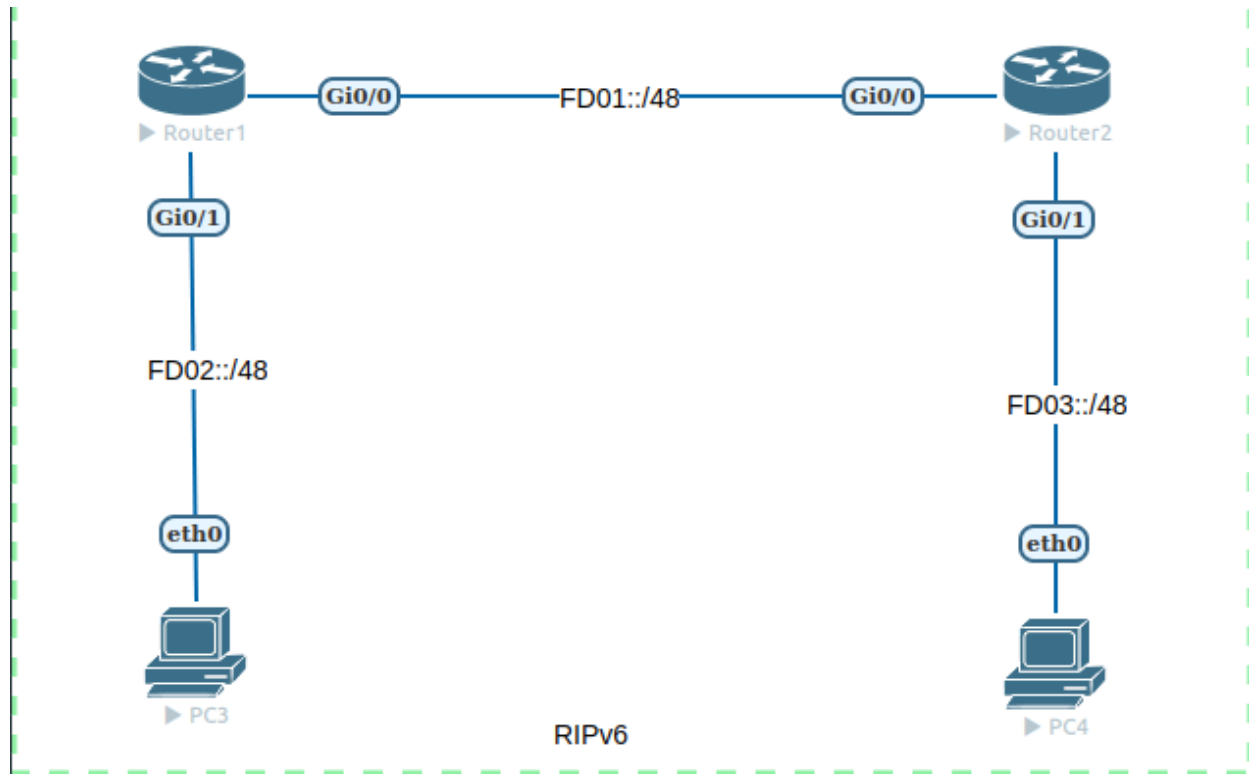 Gi0/0
FD01::/48
Gi0/0
Router1
Router2
Gi0/1
Gi0/1
FD02::/48
FD03::/48
eth0
eth0
PC3
PC4
RIPv6